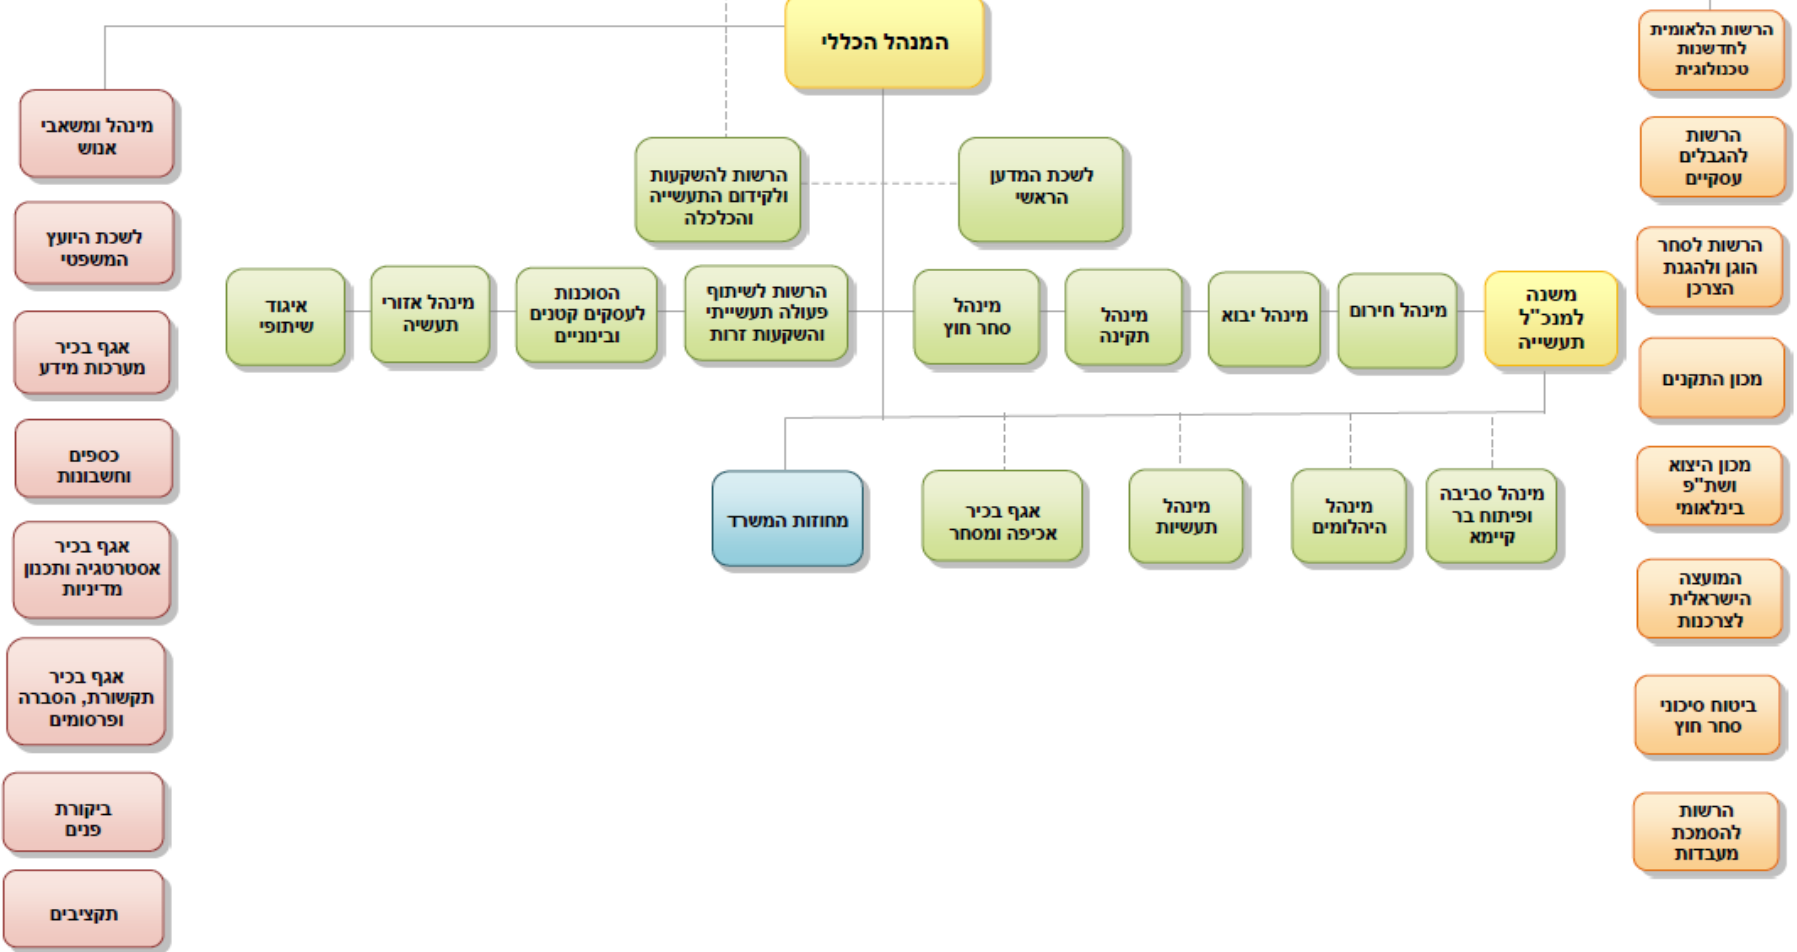 המנהל הכללי
הרשות הלאומית
לחדשנות
טכנולוגית
הרשות
להגבלים
עסקיים
הרשות לסחר
הוגן ולהגנת
הצרכן
מכון התקנים
מכון היצוא
ושת"פ
בינלאומי
המועצה
הישראלית
לצרכנות
ביטוח סיכוני
סחר חוץ
הרשות
להסמכת
מעבדות
לשכת המדען
הראשי
הרשות להשקעות
ולקידום התעשייה
והכלכלה
משנה
למנכ"ל
תעשייה
מינהל חירום
מינהל יבוא
מינהל
תקינה
מינהל
סחר חוץ
הרשות לשיתוף
פעולה תעשייתי
והשקעות זרות
הסוכנות
לעסקים קטנים
ובינוניים
מינהל אזורי
תעשיה
איגוד
שיתופי
מינהל סביבה
ופיתוח בר
קיימא
מינהל
היהלומים
מינהל
תעשיות
אגף בכיר
אכיפה ומסחר
מחוזות המשרד
מינהל ומשאבי
אנוש
לשכת היועץ
המשפטי
אגף בכיר
מערכות מידע
כספים
וחשבונות
אגף בכיר
אסטרטגיה ותכנון
מדיניות
אגף בכיר
תקשורת, הסברה
ופרסומים
ביקורת
פנים
תקציבים